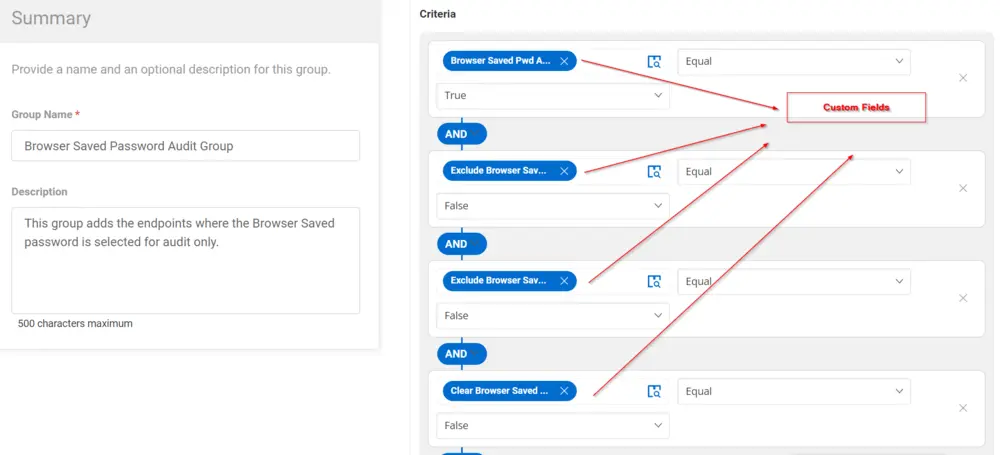 Summary
Provide a name and an optional description for this group.
Group Name *
Browser Saved Password Audit Group
Description
This group adds the endpoints where the Browser Saved
password is selected for audit only.
500 characters maximum
Criteria
Browser Saved Pwd A...
Equal
True
Custom Fields
AND
Exclude Browser Sav...
Equal
False
AND
Exclude Browser Sav...
Equal
False
AND
Clear Browser Saved ...
Equal
False